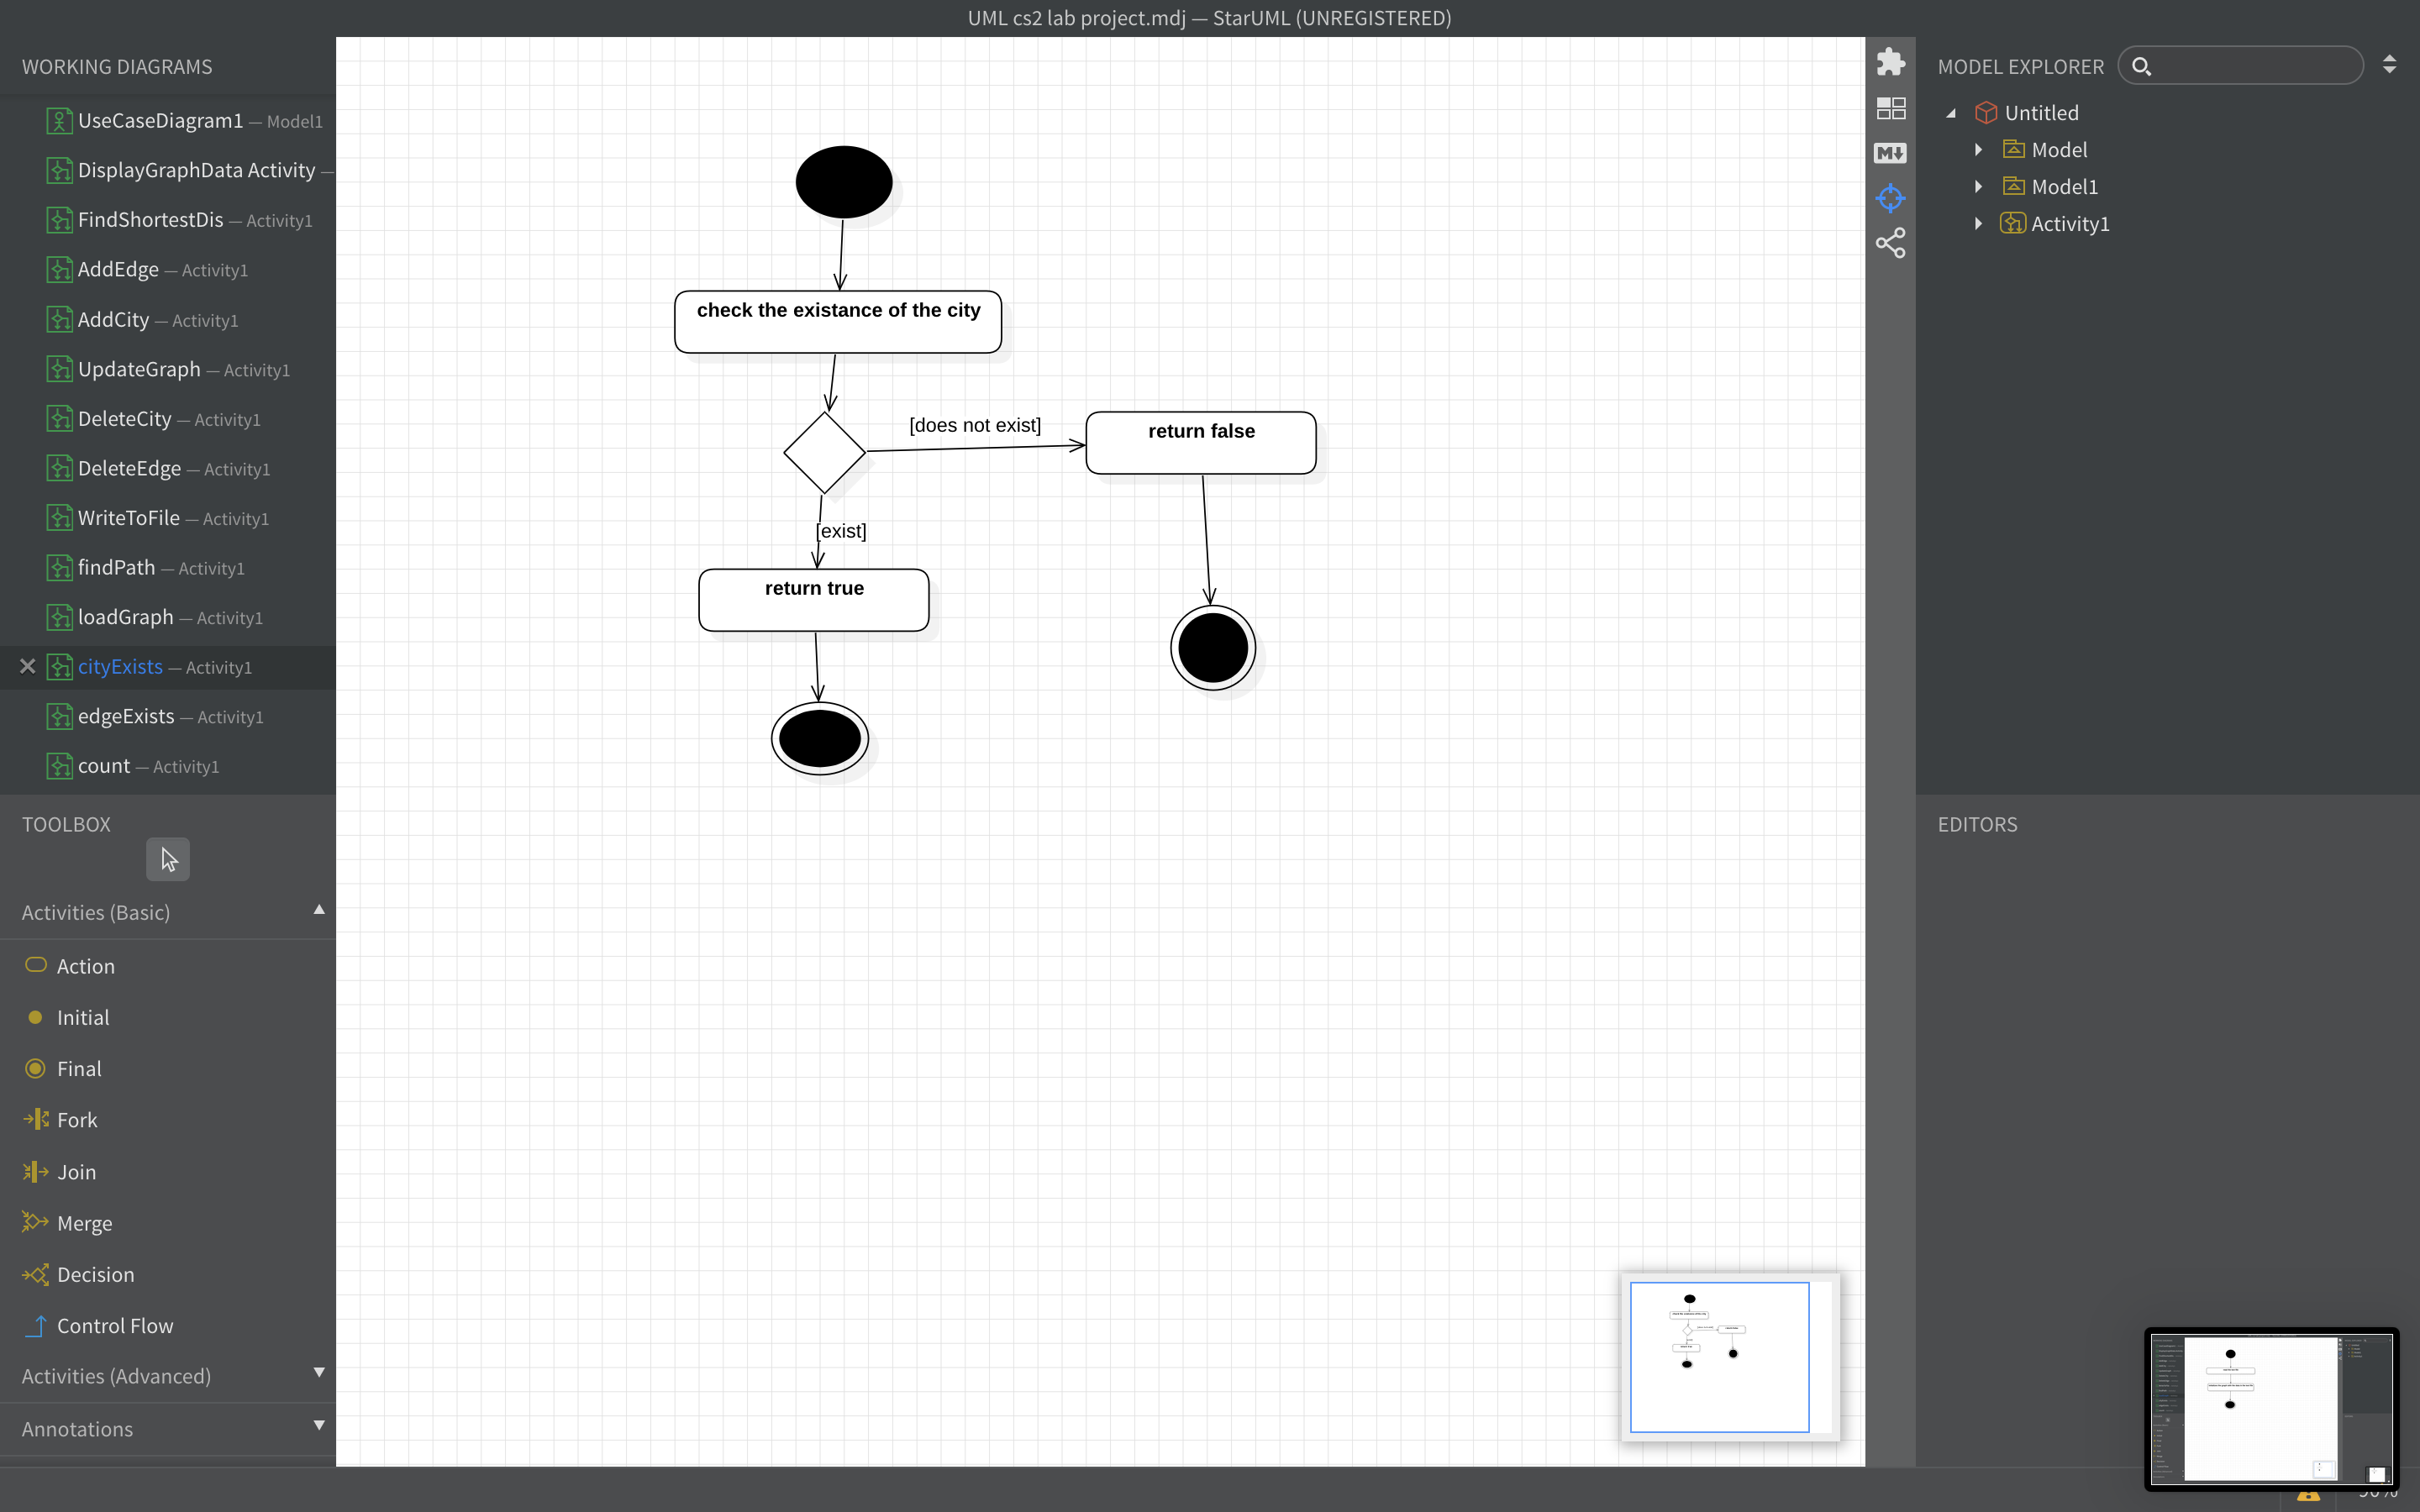 UML cs2 lab project.mdj — StarUML (UNREGISTERED)
WORKING DIAGRAMS
UseCaseDiagram1 — Model1
DisplayGraphData Activity —
FindShortestDis — Activity1
AddEdge — Activity1
AddCity — Activity1
UpdateGraph — Activity1
DeleteCity — Activity1
DeleteEdge — Activity1
WriteToFile — Activity1
findPath — Activity1
loadGraph — Activity1
cityExists — Activity1
edgeExists — Activity1
count — Activity1
TOOLBOX
Activities (Basic)
Action
Initial
Final
Fork
Join
Merge
Decision
Control Flow
Activities (Advanced)
Annotations
check the existance of the city
[does not exist]
return false
[exist]
return true
M
MODEL EXPLORER
Untitled
Model
Model1
Activity1
EDITORS